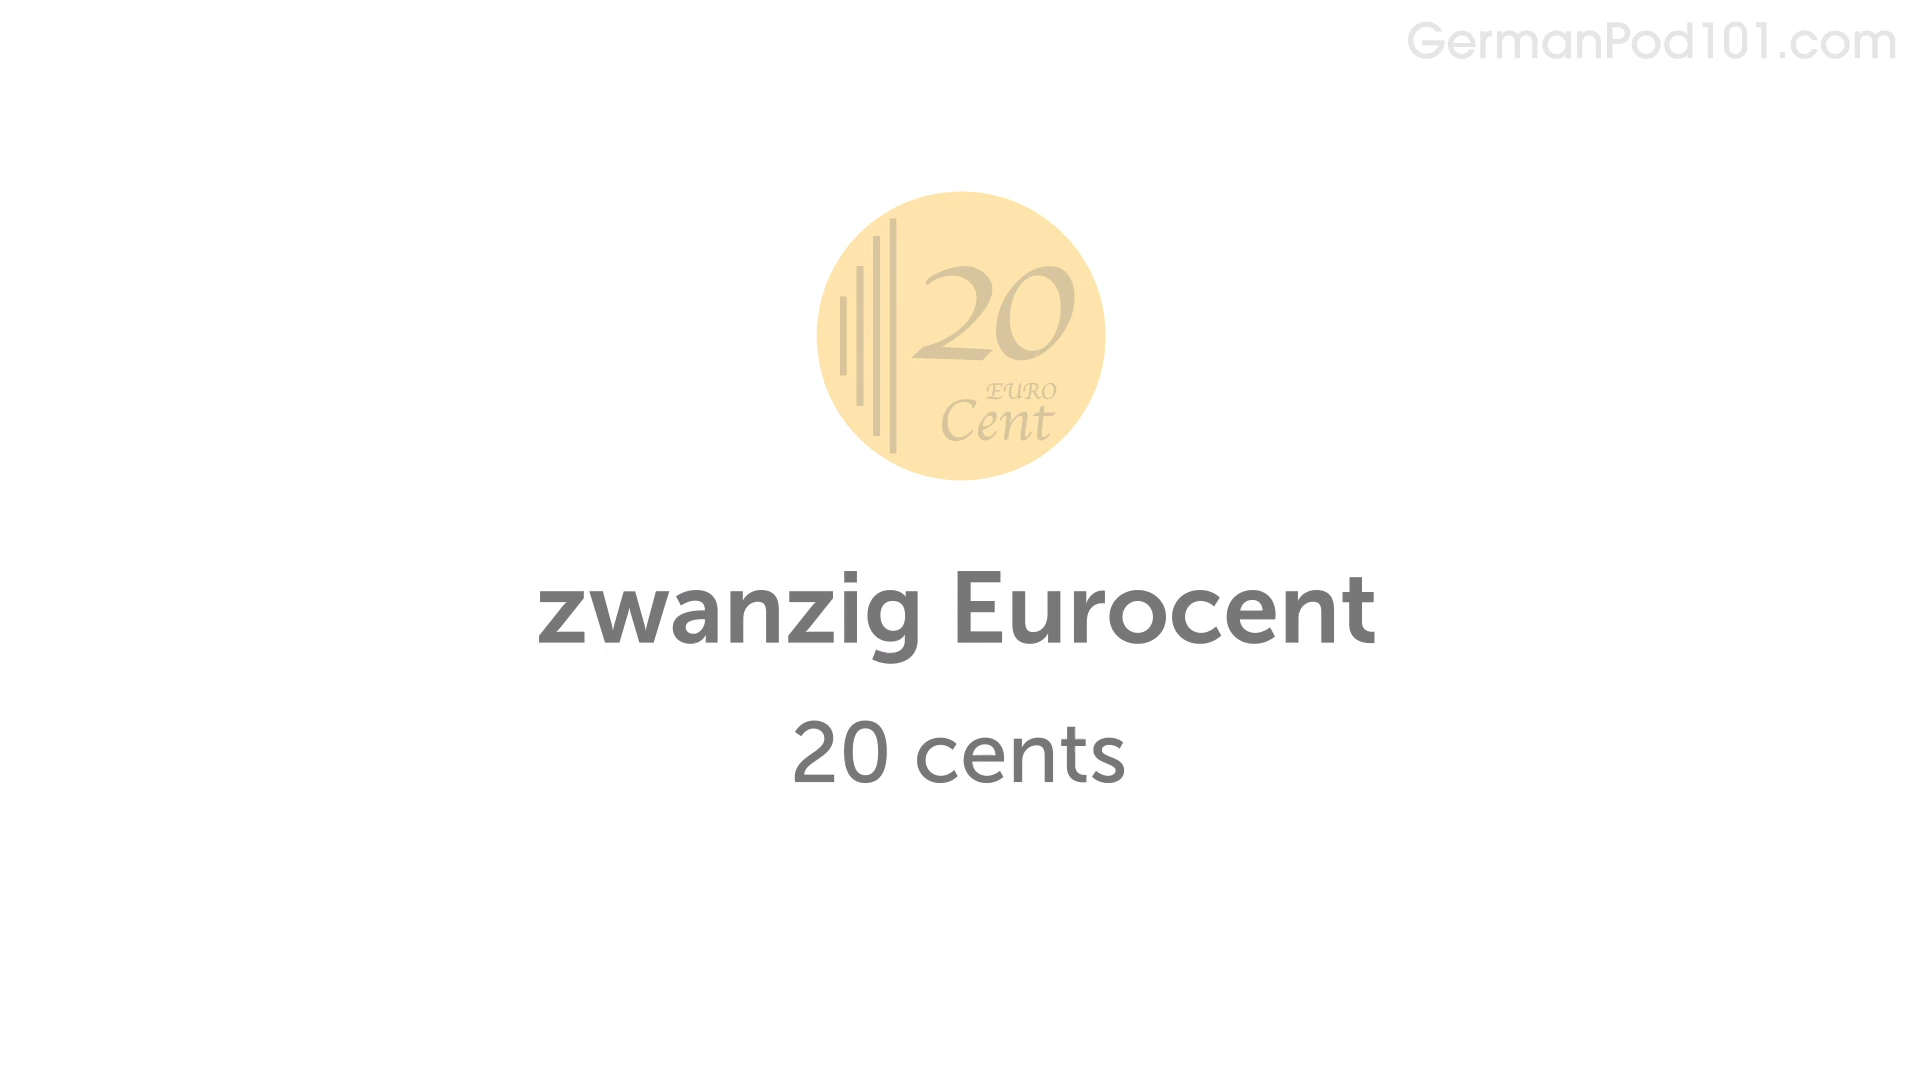 GermanPod101.com
20
EURO
Cent
zwanzig Eurocent
20 cents